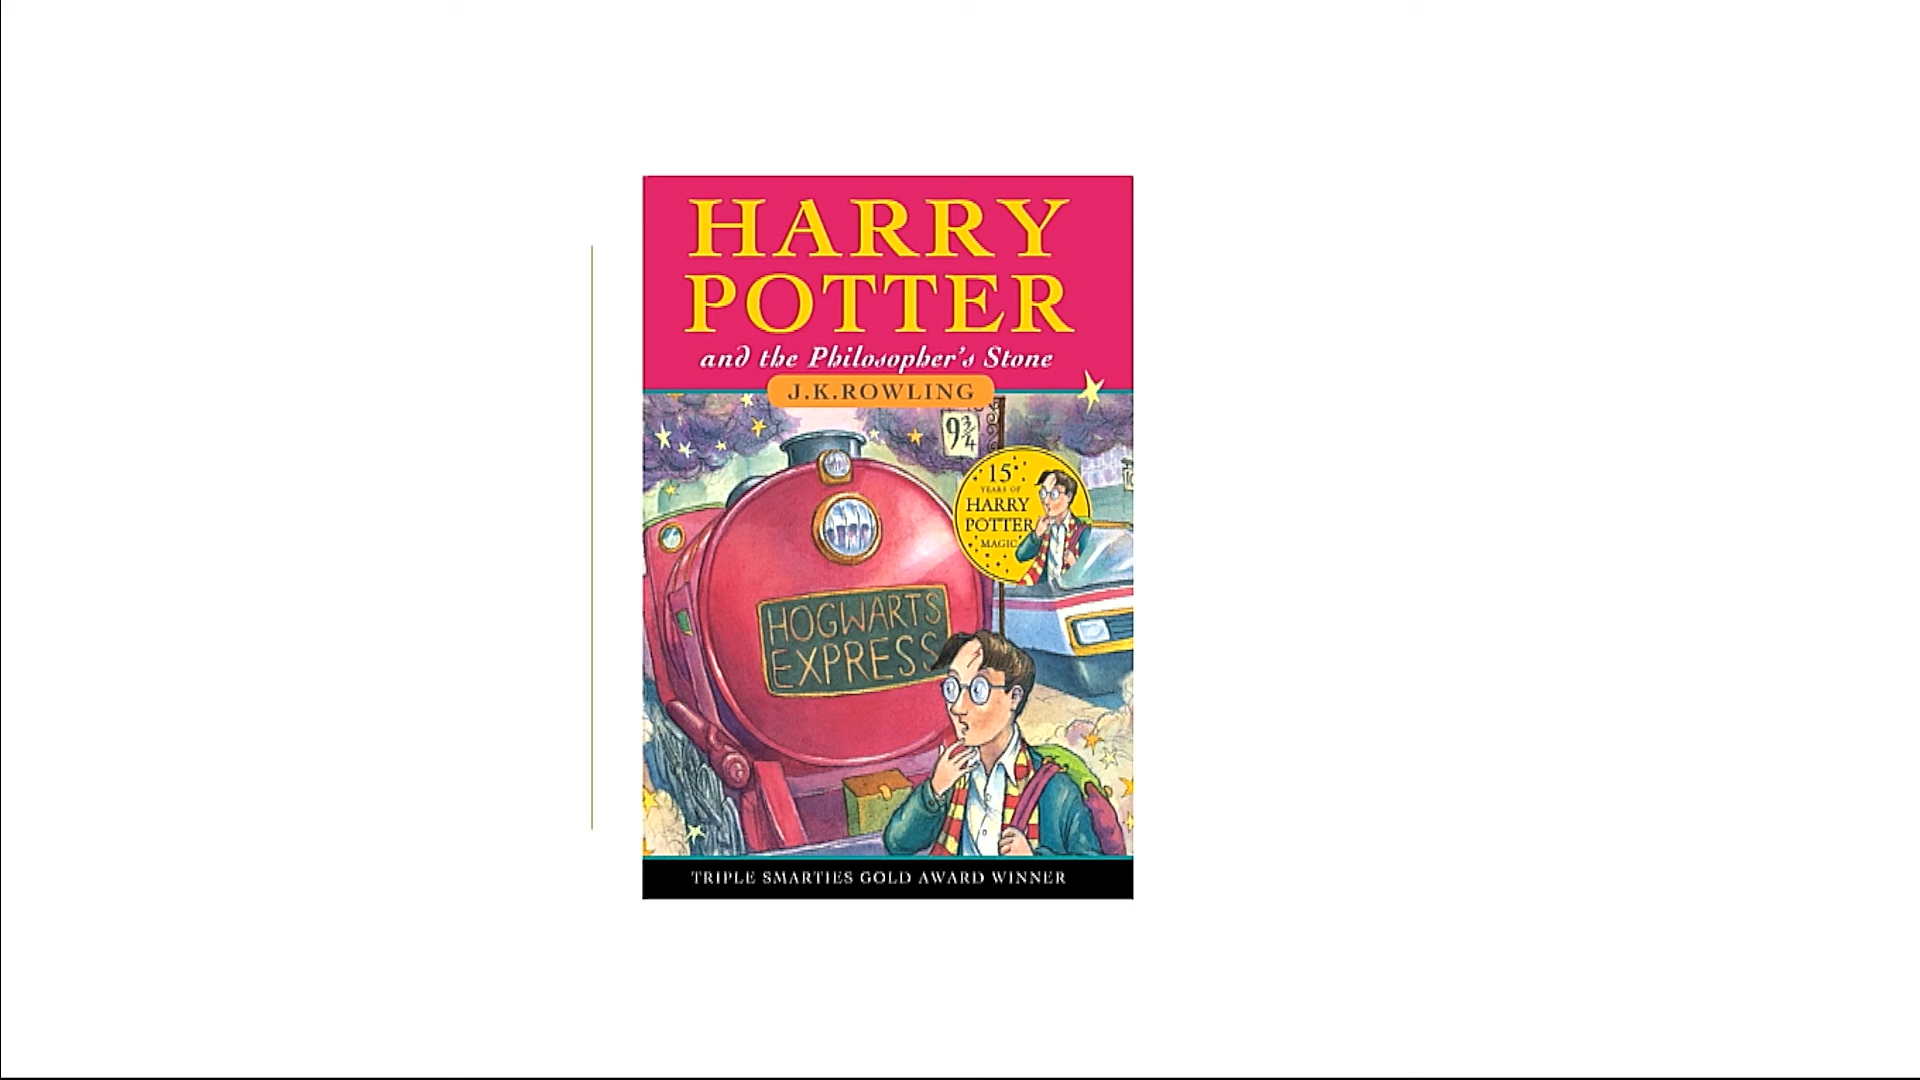 HARRY
POTTER
and the Philosopher's Stone
J.K.ROWLING
9¾
15
YEARS OF
HARRY
POTTER
MAGIC
HOGWARTS
EXPRESS
TRIPLE SMARTIES GOLD AWARD WINNER